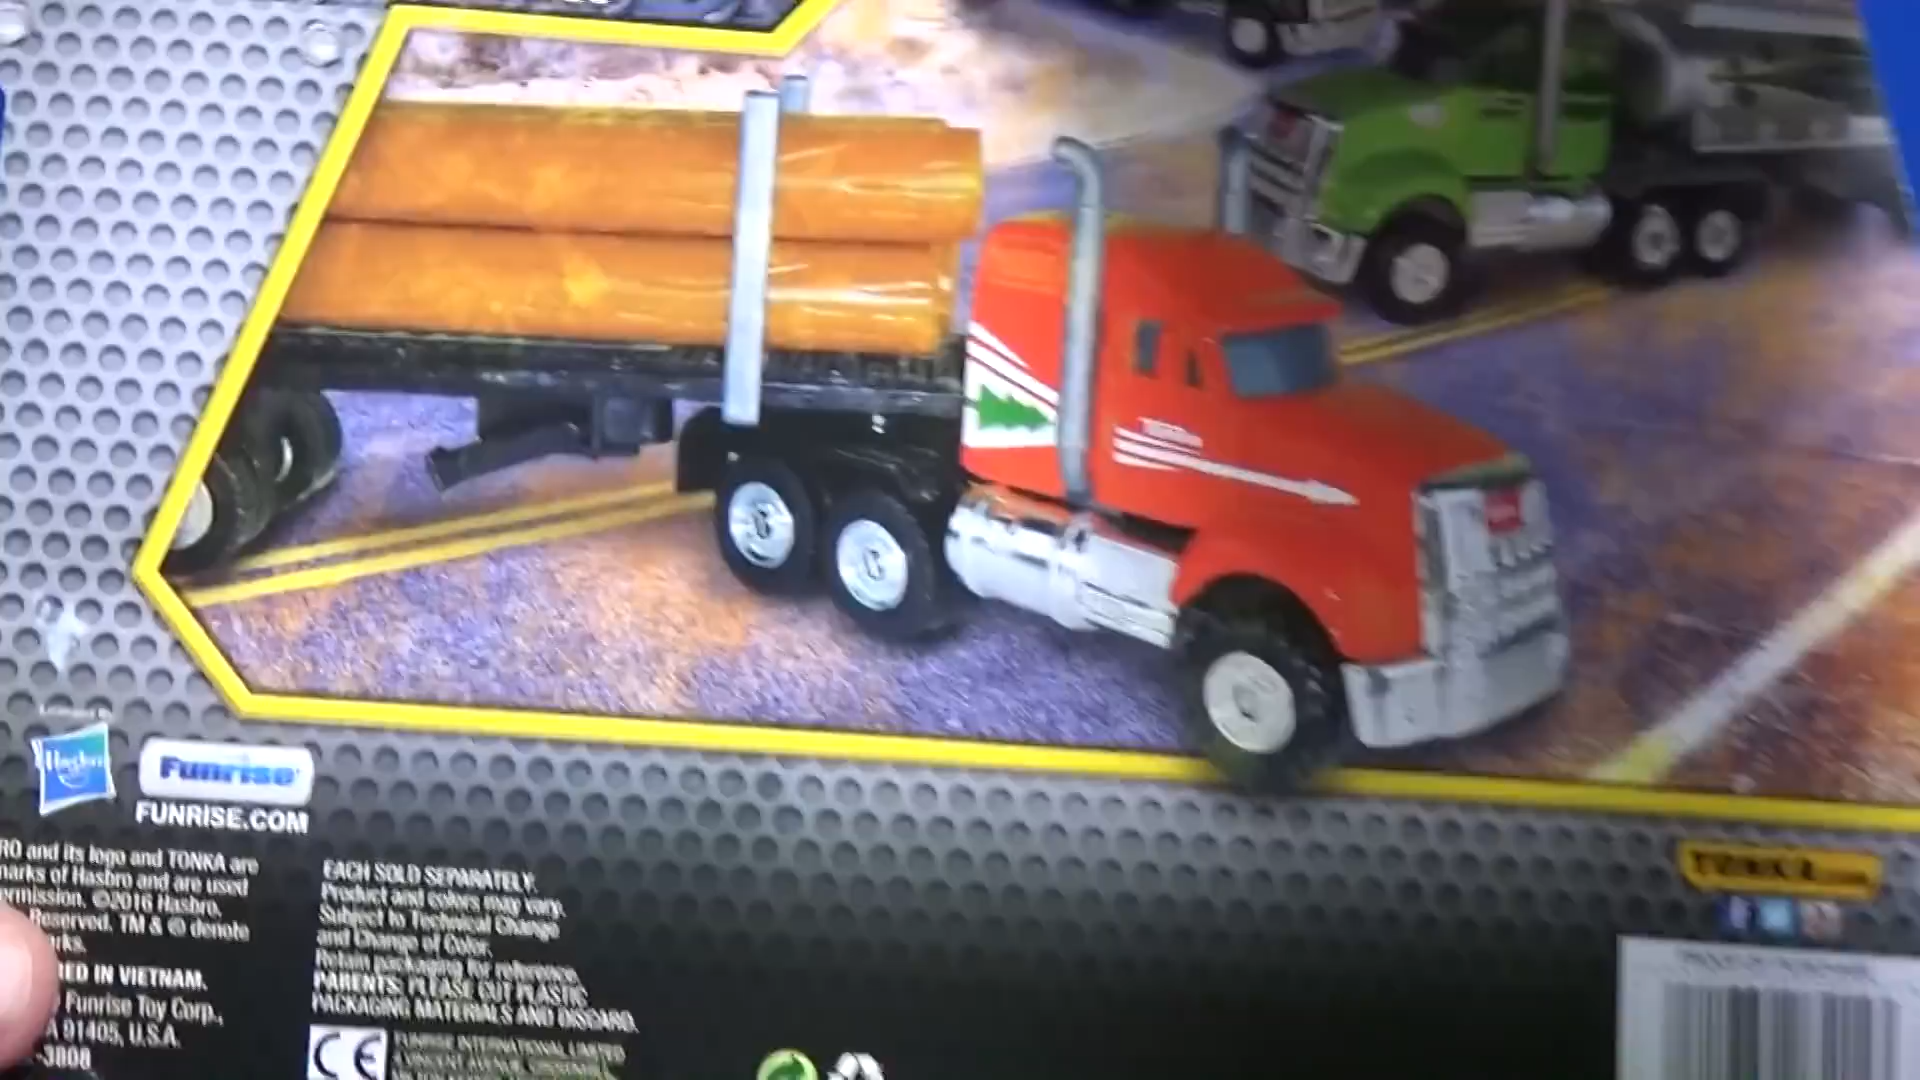 Hasbro
Funrise
FUNRISE.COM
RO and its logo and TONKA are
marks of Hasbro and are used
ermission. ©2016 Hasbro.
Reserved. TM & ® denote
rks.
ED IN VIETNAM.
Funrise Toy Corp.,
A 91405, U.S.A.
-3808
EACH SOLD SEPARATELY.
Product and colors may vary.
Subject to Technical Change
and Change of Color.
Retain packaging for reference.
PARENTS: PLEASE CUT PLASTIC
PACKAGING MATERIALS AND DISCARD.
CE
FUNRISE INTERNATIONAL LIMITED
TONKA